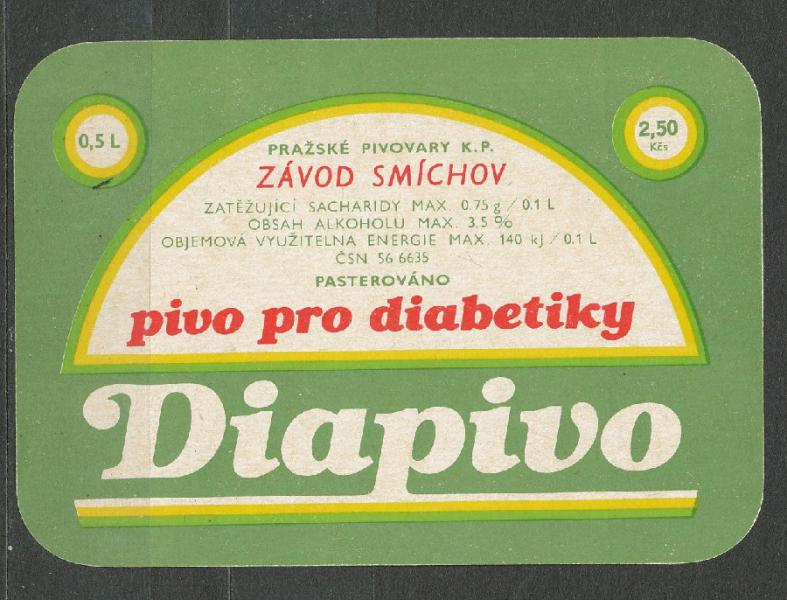 0,5 L
2,50
Kčs
PRAŽSKÉ PIVOVARY K.P.
ZÁVOD SMÍCHOV
ZATĚŽUJÍCÍ SACHARIDY MAX. 0.75 g / 0.1 L
OBSAH ALKOHOLU MAX. 3,5 %
OBJEMOVÁ VYUŽITELNA ENERGIE MAX. 140 kJ / 0.1 L
ČSN 56 6635
PASTEROVÁNO
pivo pro diabetiky
Diapivo